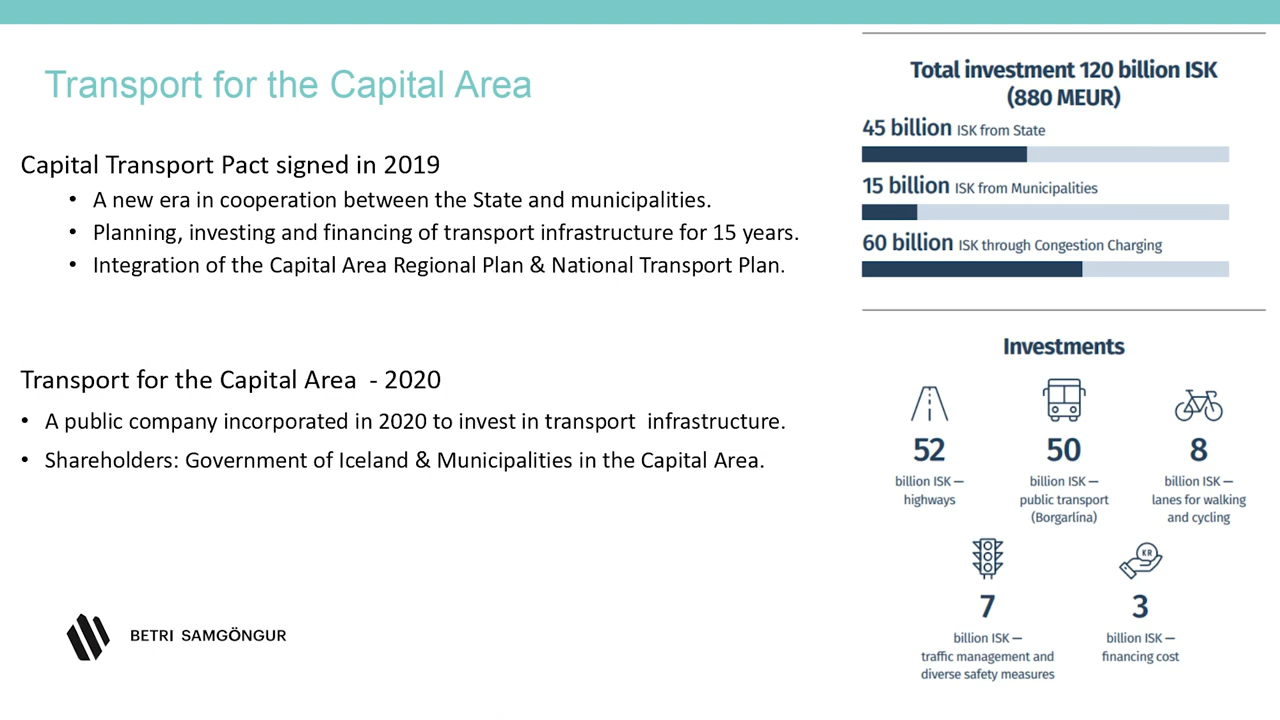 Transport for the Capital Area
Capital Transport Pact signed in 2019
• A new era in cooperation between the State and municipalities.
• Planning, investing and financing of transport infrastructure for 15 years.
• Integration of the Capital Area Regional Plan & National Transport Plan.
Transport for the Capital Area - 2020
• A public company incorporated in 2020 to invest in transport infrastructure.
• Shareholders: Government of Iceland & Municipalities in the Capital Area.
BETRI SAMGÖNGUR
Total investment 120 billion ISK
(880 MEUR)
45 billion ISK from State
15 billion ISK from Municipalities
60 billion ISK through Congestion Charging
Investments
52
billion ISK —
highways
50
billion ISK —
public transport
(Borgarlína)
8
billion ISK —
lanes for walking
and cycling
7
billion ISK —
traffic management and
diverse safety measures
KR
3
billion ISK —
financing cost